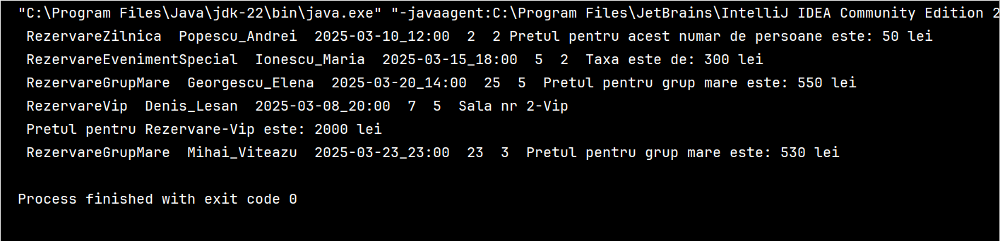 "C:\Program Files\Java\jdk-22\bin\java.exe" "-javaagent:C:\Program Files\JetBrains\IntelliJ IDEA Community Edition 2
RezervareZilnica  Popescu_Andrei  2025-03-10_12:00  2  2 Pretul pentru acest numar de persoane este: 50 lei
RezervareEvenimentSpecial  Ionescu_Maria  2025-03-15_18:00  5  2  Taxa este de: 300 lei
RezervareGrupMare  Georgescu_Elena  2025-03-20_14:00  25  5  Pretul pentru grup mare este: 550 lei
RezervareVip  Denis_Lesan  2025-03-08_20:00  7  5  Sala nr 2-Vip
Pretul pentru Rezervare-Vip este: 2000 lei
RezervareGrupMare  Mihai_Viteazu  2025-03-23_23:00  23  3  Pretul pentru grup mare este: 530 lei
Process finished with exit code 0